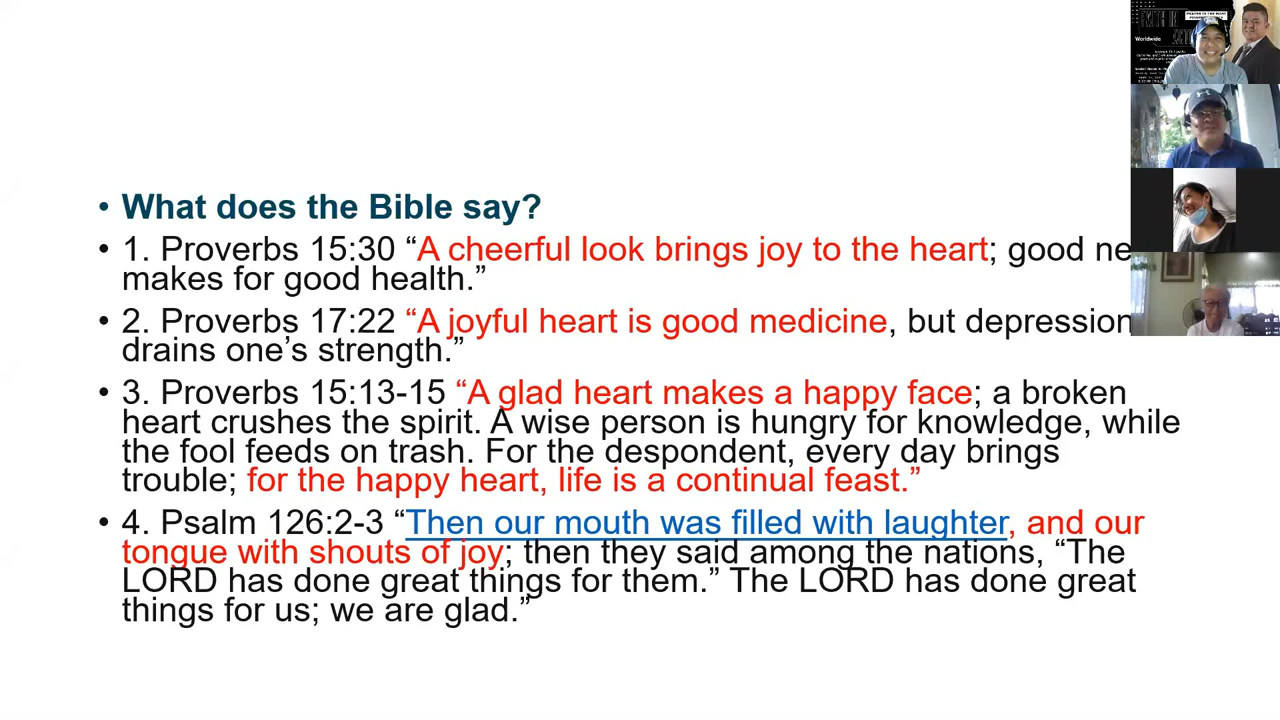 • What does the Bible say?
• 1. Proverbs 15:30 “A cheerful look brings joy to the heart; good
makes for good health.”
• 2. Proverbs 17:22 “A joyful heart is good medicine, but depression
drains one’s strength.”
• 3. Proverbs 15:13-15 “A glad heart makes a happy face; a broken
heart crushes the spirit. A wise person is hungry for knowledge, while
the fool feeds on trash. For the despondent, every day brings
trouble; for the happy heart, life is a continual feast.”
• 4. Psalm 126:2-3 “Then our mouth was filled with laughter, and our
tongue with shouts of joy; then they said among the nations, “The
LORD has done great things for them.” The LORD has done great
things for us; we are glad.”
Worldwide